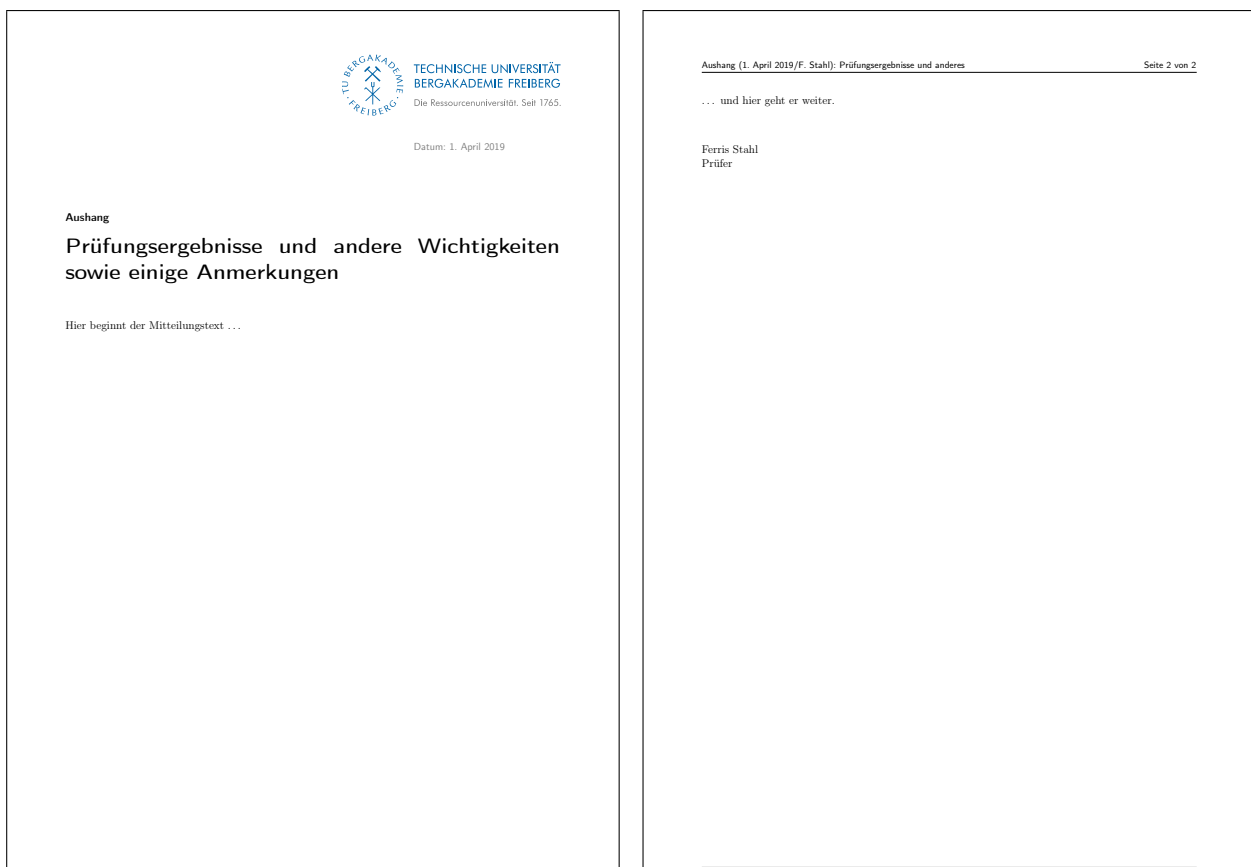 TU BERGAKADEMIE
· FREIBERG ·
TECHNISCHE UNIVERSITÄT
BERGAKADEMIE FREIBERG
Die Ressourcenuniversität. Seit 1765.
Datum: 1. April 2019
Aushang
Prüfungsergebnisse und andere Wichtigkeiten
sowie einige Anmerkungen
Hier beginnt der Mitteilungstext ...
Aushang (1. April 2019/F. Stahl): Prüfungsergebnisse und anderes Seite 2 von 2
... und hier geht er weiter.
Ferris Stahl
Prüfer